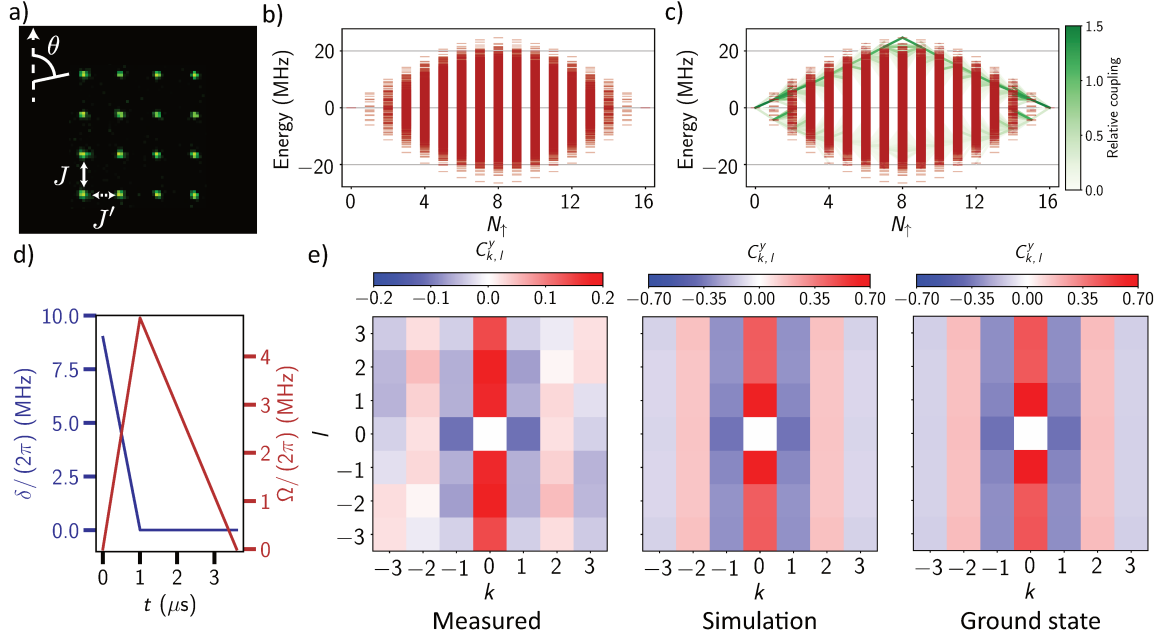 a)
θ
J
J′
b)
Energy (MHz)
20
0
−20
0
4
8
12
16
N↑
c)
Energy (MHz)
20
0
−20
0
4
8
12
16
N↑
1.5
1.0
0.5
0.0
Relative coupling
d)
δ/(2π) (MHz)
10.0
7.5
5.0
2.5
0.0
Ω/(2π) (MHz)
4
3
2
1
0
0 1 2 3
t (μs)
e)
C^y_{k, l}
−0.2 −0.1 0.0 0.1 0.2
l
3
2
1
0
−1
−2
−3
−3 −2 −1 0 1 2 3
k
Measured
C^y_{k, l}
−0.70 −0.35 0.00 0.35 0.70
−3 −2 −1 0 1 2 3
k
Simulation
C^y_{k, l}
−0.70 −0.35 0.00 0.35 0.70
−3 −2 −1 0 1 2 3
k
Ground state